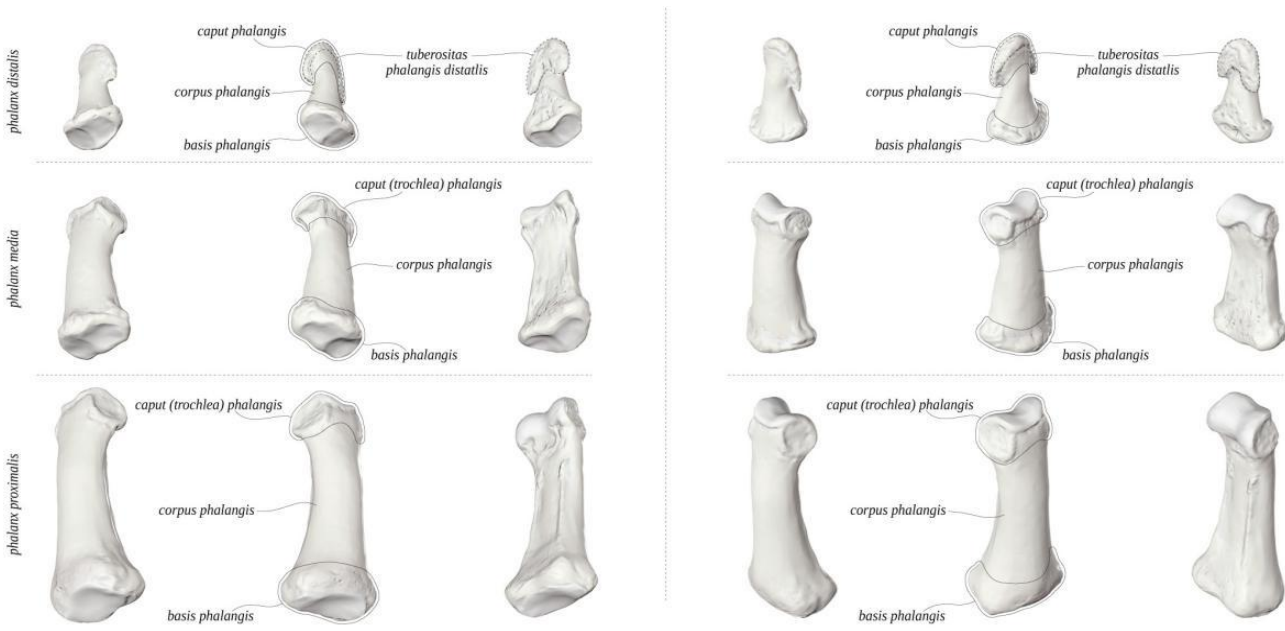 phalanx distalis
caput phalangis
corpus phalangis
basis phalangis
tuberositas
phalangis distatlis
caput phalangis
corpus phalangis
basis phalangis
tuberositas
phalangis distatlis
phalanx media
caput (trochlea) phalangis
corpus phalangis
basis phalangis
caput (trochlea) phalangis
corpus phalangis
basis phalangis
phalanx proximalis
caput (trochlea) phalangis
corpus phalangis
basis phalangis
caput (trochlea) phalangis
corpus phalangis
basis phalangis